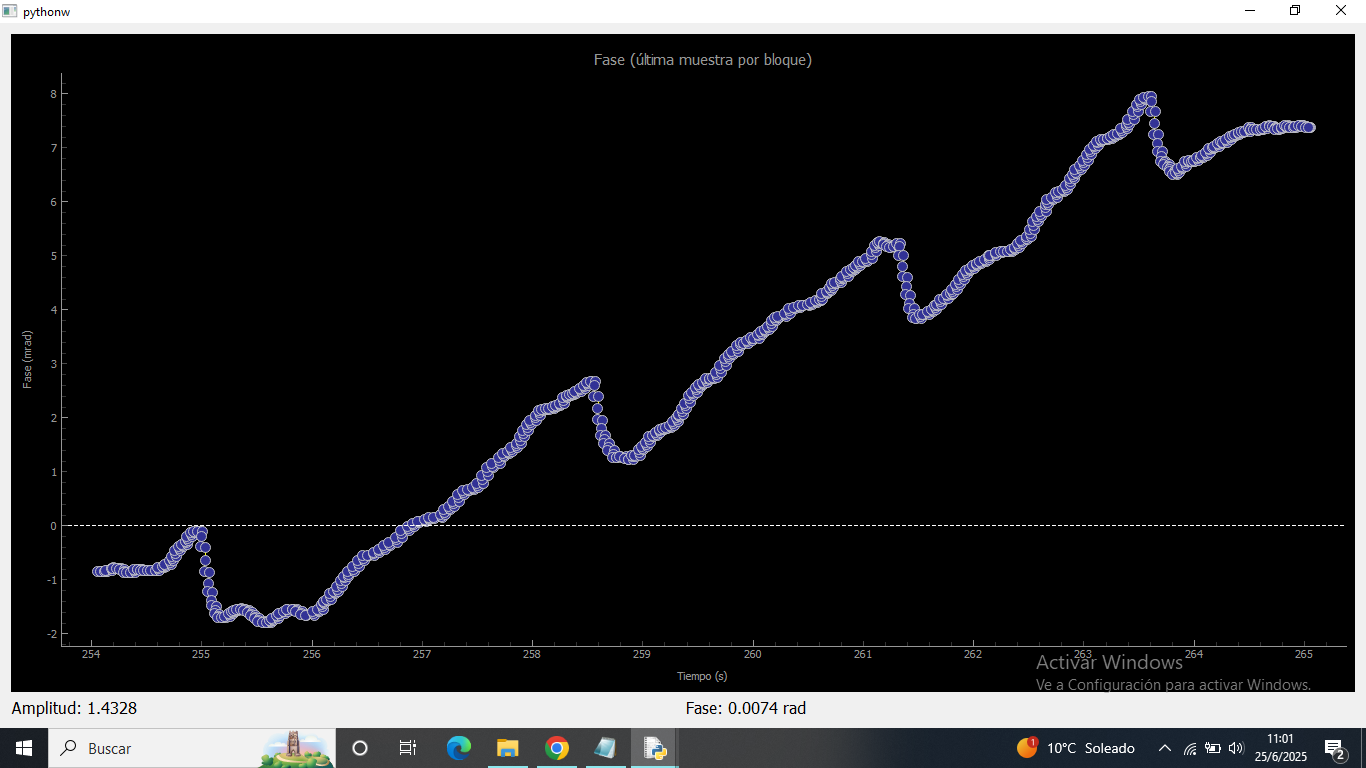 pythonw
Fase (última muestra por bloque)
8
7
6
5
4
3
2
1
0
-1
-2
Fase (mrad)
254 255 256 257 258 259 260 261 262 263 264 265
Tiempo (s)
Activar Windows
Ve a Configuración para activar Windows.
Amplitud: 1.4328 Fase: 0.0074 rad
Buscar
1
10°C Soleado
11:01
25/6/2025
2